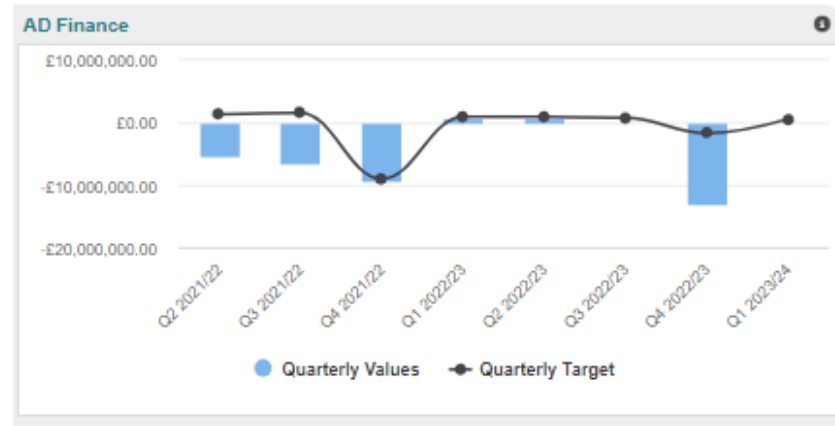 AD Finance
£10,000,000.00
£0.00
-£10,000,000.00
-£20,000,000.00
Q2 2021/22
Q3 2021/22
Q4 2021/22
Q1 2022/23
Q2 2022/23
Q3 2022/23
Q4 2022/23
Q1 2023/24
Quarterly Values
Quarterly Target